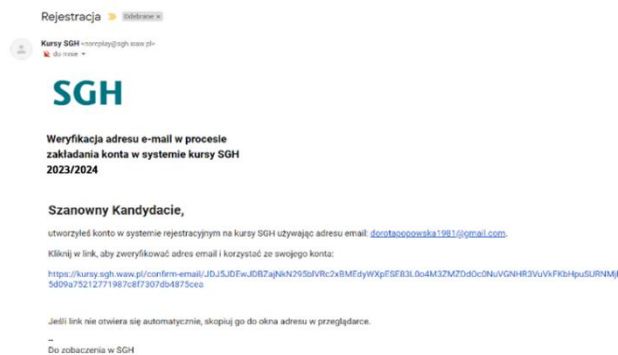 Rejestracja
Odebrane x
Kursy SGH <noreplay@sgh.waw.pl>
do mnie
SGH
Weryfikacja adresu e-mail w procesie
zakładania konta w systemie kursy SGH
2023/2024
Szanowny Kandydacie,
utworzyłeś konto w systemie rejestracyjnym na kursy SGH używając adresu email: dorotapopowska1981@gmail.com.
Kliknij w link, aby zweryfikować adres email i korzystać ze swojego konta:
https://kursy.sgh.waw.pl/confirm-email/
5d09a75212771987c8f7307db4875cea
Jeśli link nie otwiera się automatycznie, skopiuj go do okna adresu w przeglądarce.
--
Do zobaczenia w SGH